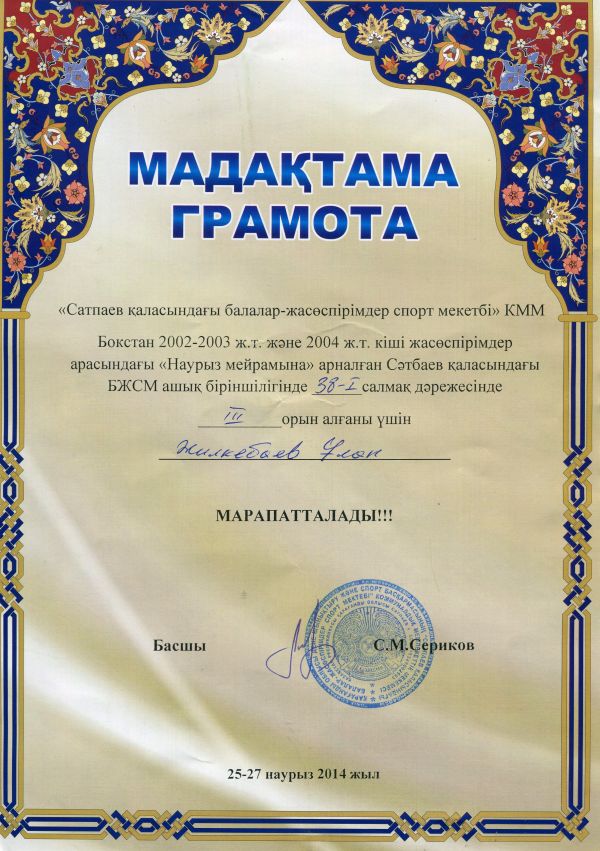 МАДАҚТАМА
ГРАМОТА
«Сатпаев қаласындағы балалар-жасөспірімдер спорт мекетбі» КММ
Бокстан 2002-2003 ж.т. және 2004 ж.т. кіші жасөспірімдер
арасындағы «Наурыз мейрамына» арналған Сәтбаев қаласындағы
БЖСМ ашық біріншілігінде 38-I салмақ дәрежесінде
III орын алғаны үшін
Жилкебаев Ұлан
МАРАПАТТАЛАДЫ!!!
Басшы С.М.Сериков
25-27 наурыз 2014 жыл